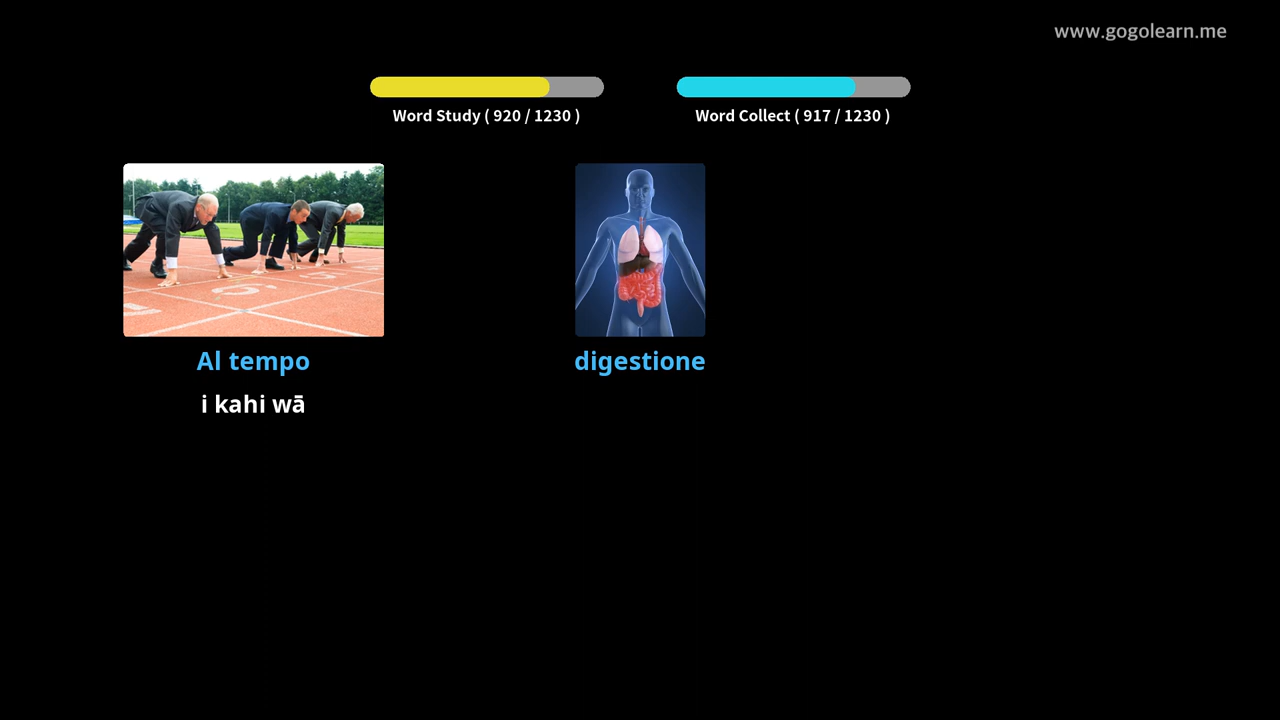 www.gogolearn.me
Word Study ( 920 / 1230 )
Word Collect ( 917 / 1230 )
Al tempo
digestione
i kahi wā